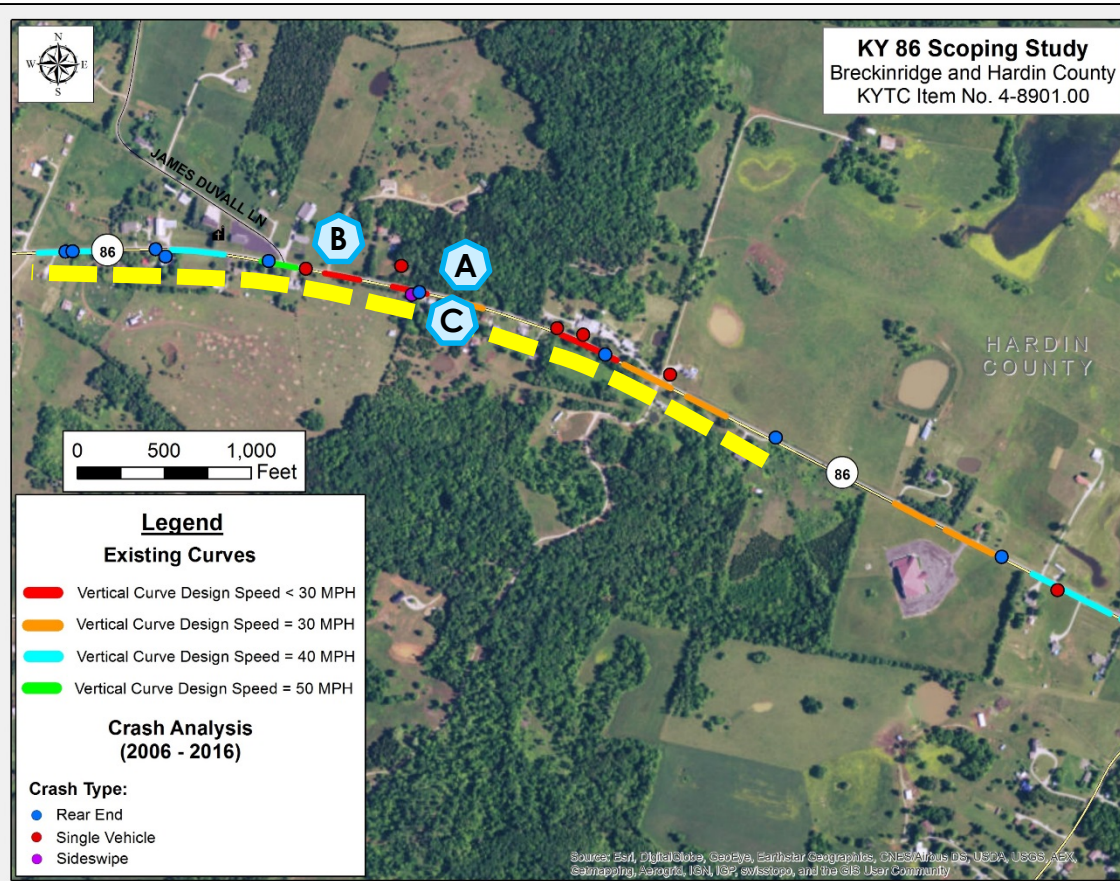 N
W
E
S
KY 86 Scoping Study
Breckinridge and Hardin County
KYTC Item No. 4-8901.00
JAMES DUVALL LN
86
B
A
C
HARDIN
COUNTY
86
0 500 1,000
Feet
Legend
Existing Curves
Vertical Curve Design Speed < 30 MPH
Vertical Curve Design Speed = 30 MPH
Vertical Curve Design Speed = 40 MPH
Vertical Curve Design Speed = 50 MPH
Crash Analysis
(2006 - 2016)
Crash Type:
Rear End
Single Vehicle
Sideswipe
Source: Esri, DigitalGlobe, GeoEye, Earthstar Geographics, CNES/Airbus DS, USDA, USGS, AEX,
Getmapping, Aerogrid, IGN, IGP, swisstopo, and the GIS User Community